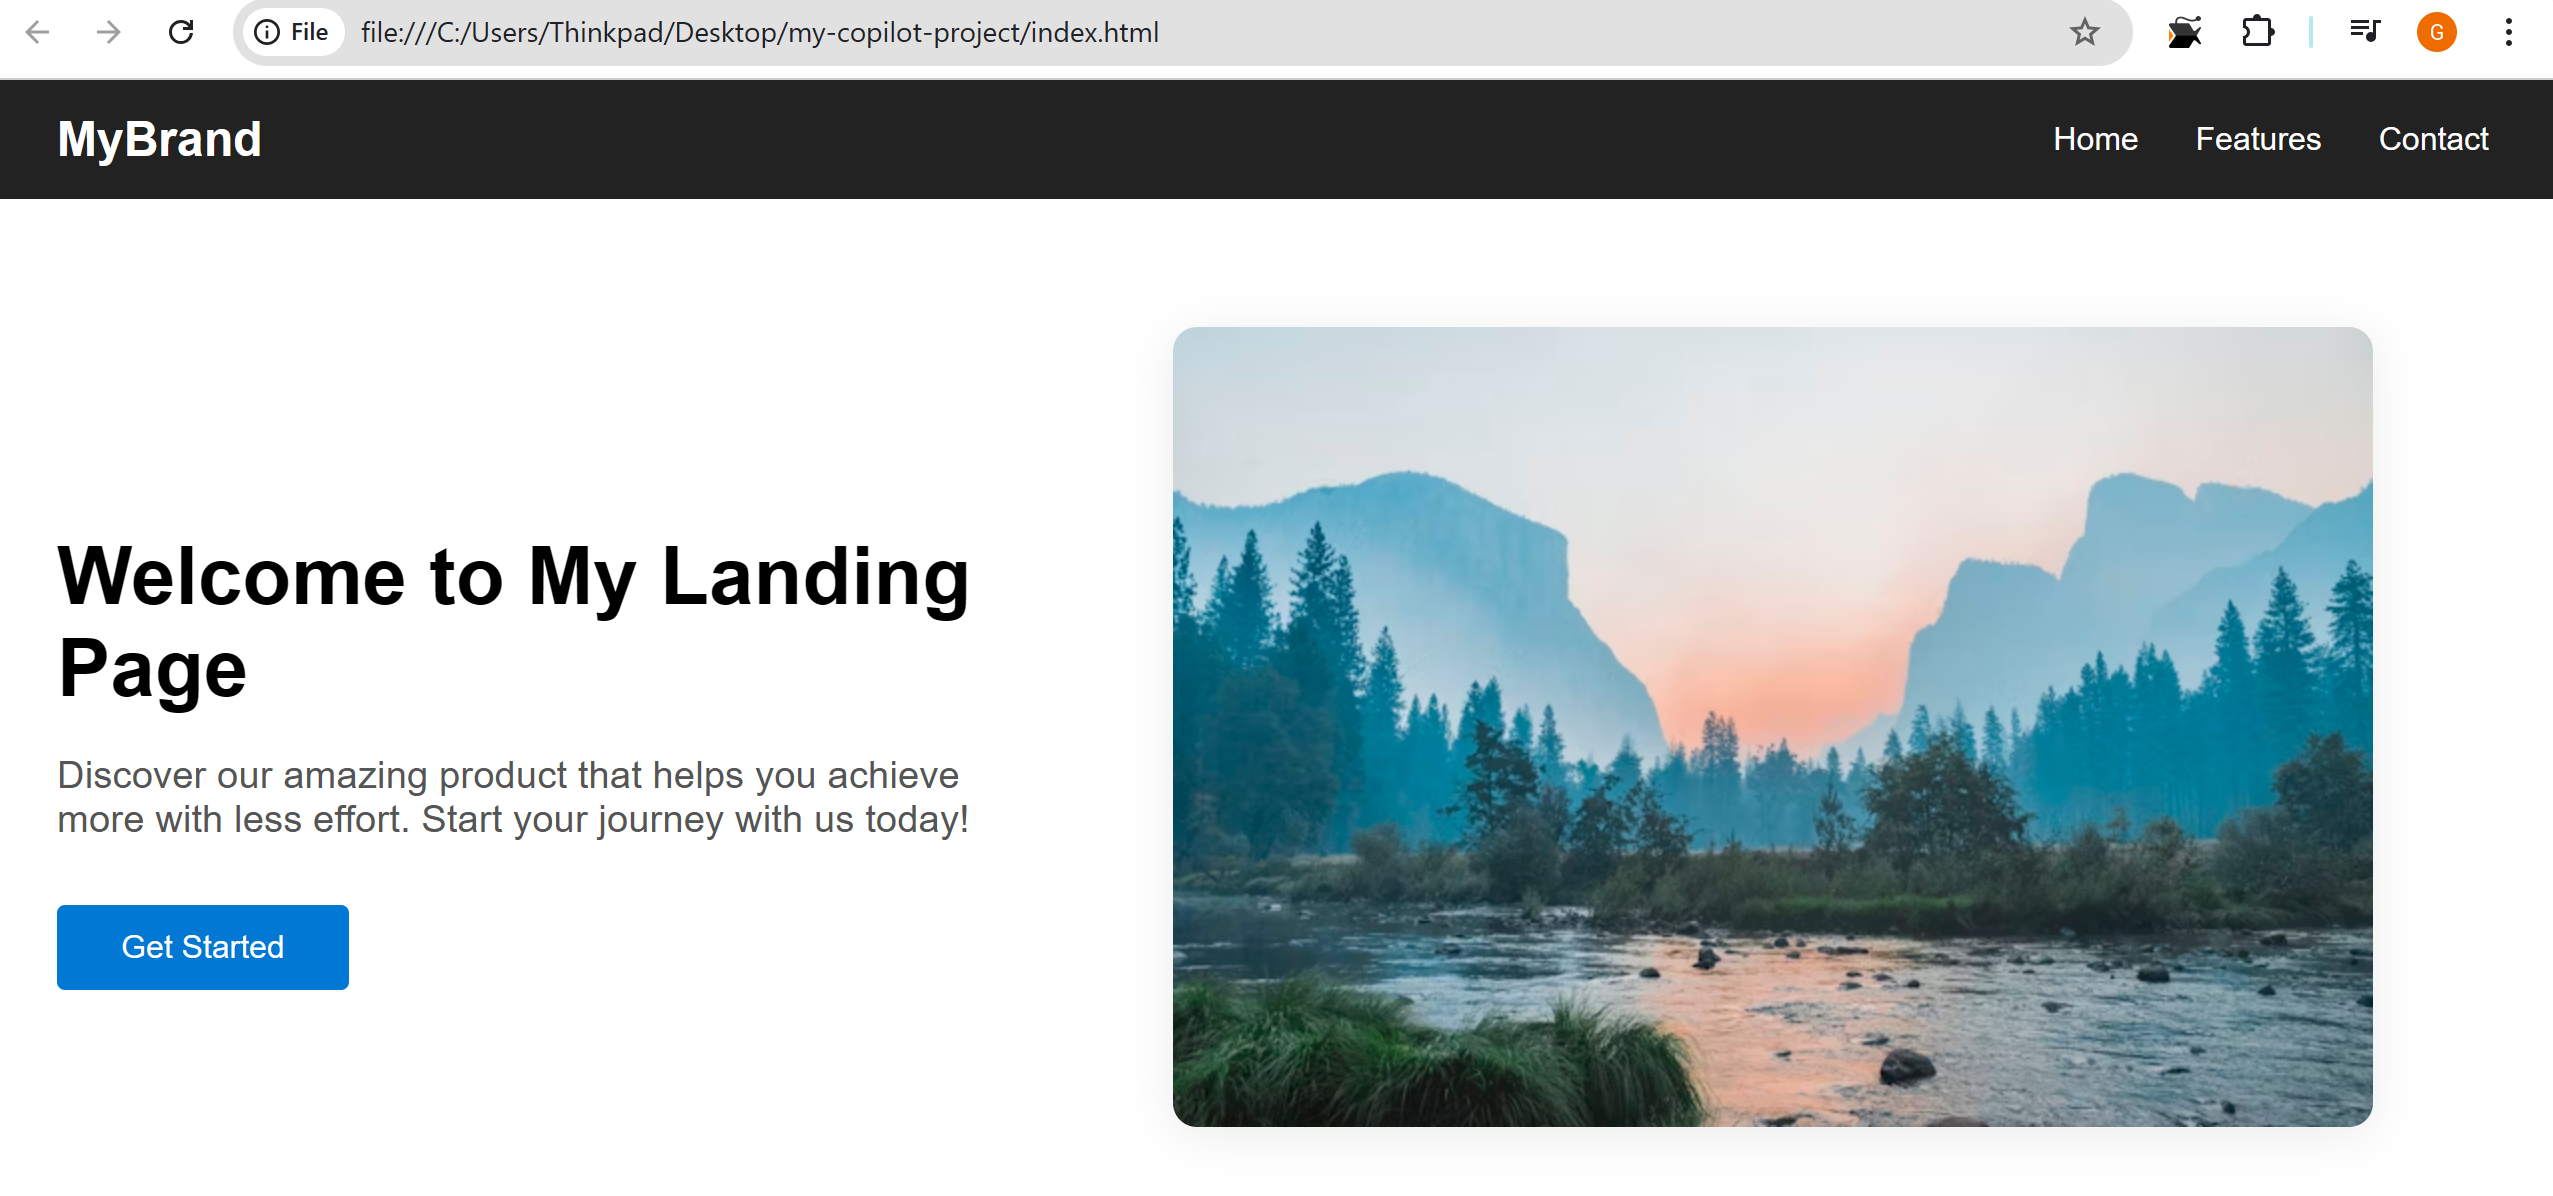 File file:///C:/Users/Thinkpad/Desktop/my-copilot-project/index.html G
MyBrand Home Features Contact
Welcome to My Landing
Page
Discover our amazing product that helps you achieve
more with less effort. Start your journey with us today!
Get Started